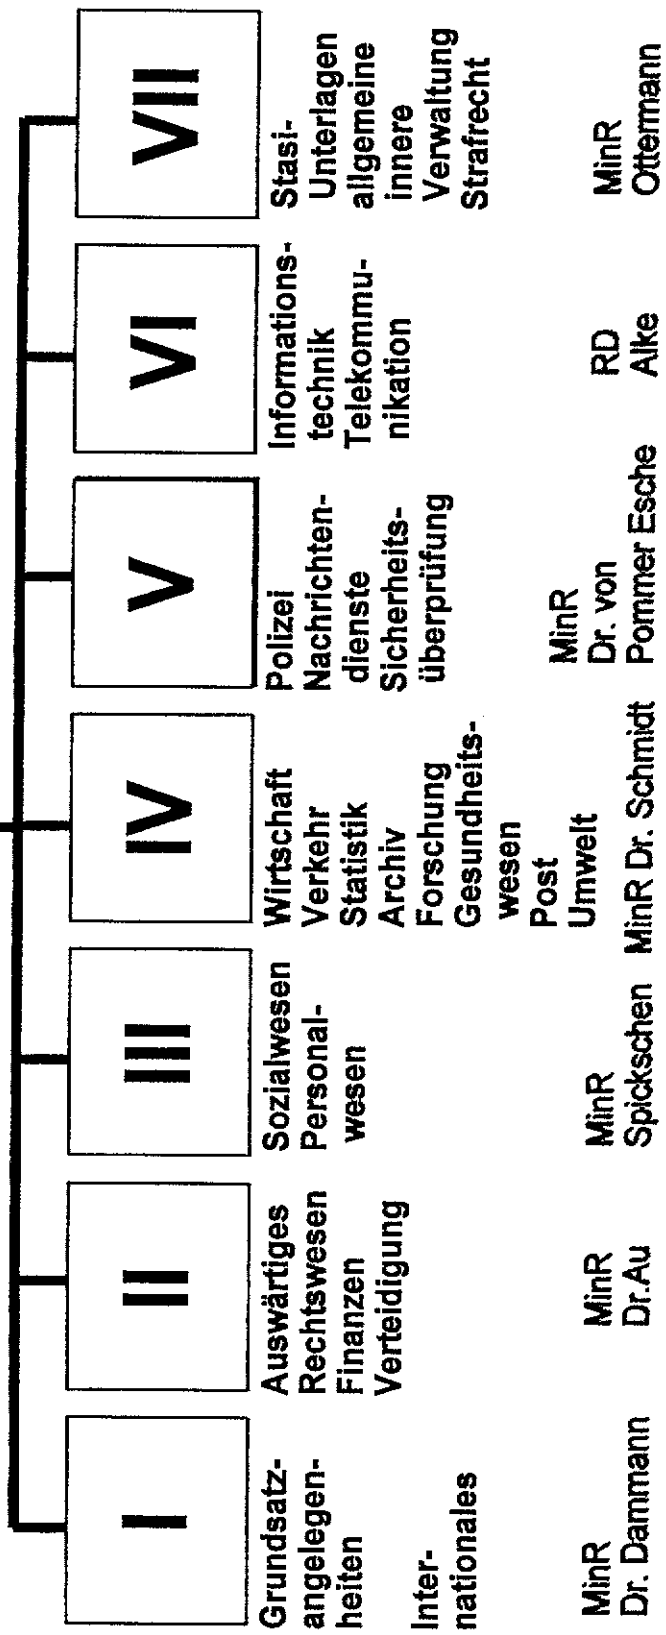 I
Grundsatz-
angelegen-
heiten
Inter-
nationales
MinR
Dr. Dammann
II
Auswärtiges
Rechtswesen
Finanzen
Verteidigung
MinR
Dr.Au
III
Sozialwesen
Personal-
wesen
MinR
Spickschen
IV
Wirtschaft
Verkehr
Statistik
Archiv
Forschung
Gesundheits-
wesen
Post
Umwelt
MinR Dr. Schmidt
V
Polizei
Nachrichten-
dienste
Sicherheits-
überprüfung
MinR
Dr. von
Pommer Esche
VI
Informations-
technik
Telekommu-
nikation
RD
Alke
VII
Stasi-
Unterlagen
allgemeine
innere
Verwaltung
Strafrecht
MinR
Ottermann